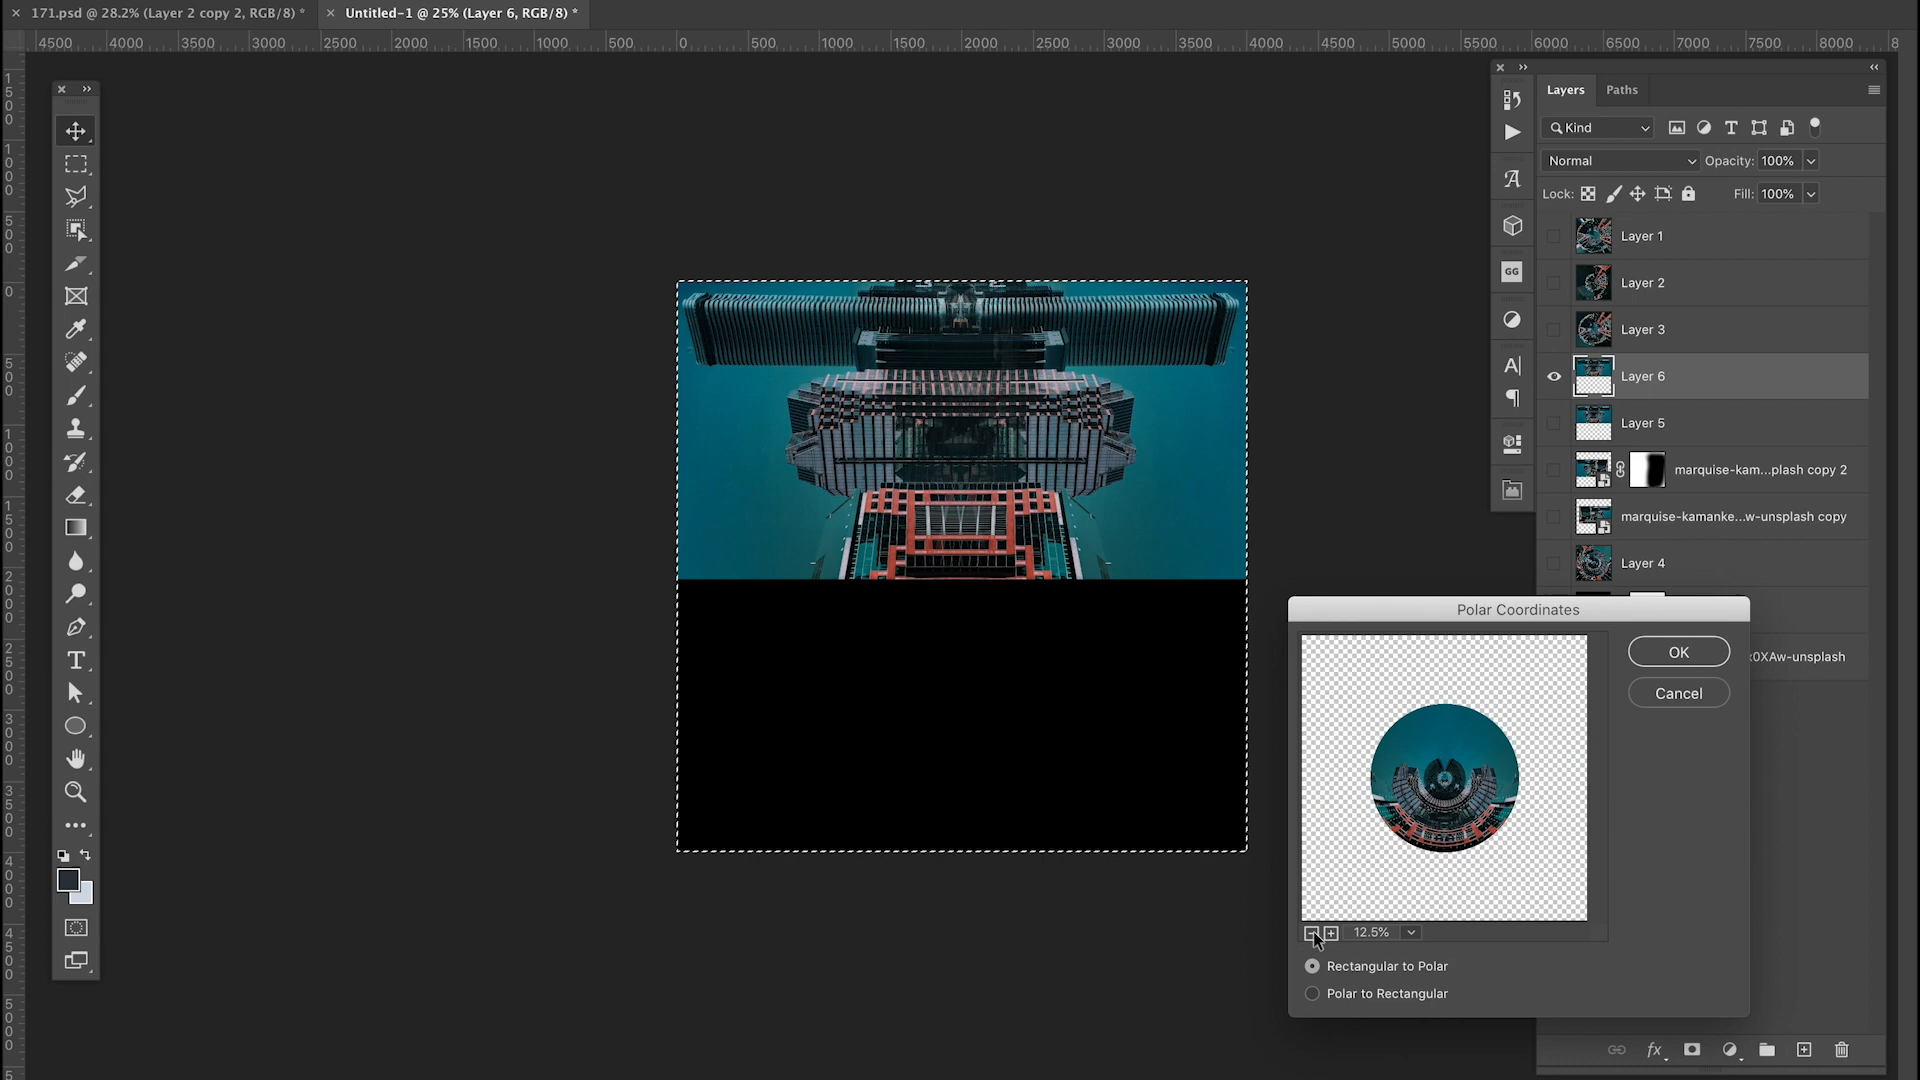 171.psd @ 28.2% (Layer 2 copy 2, RGB/8) *
Untitled-1 @ 25% (Layer 6, RGB/8) *
4500 4000 3500 3000 2500 2000 1500 1000 500 0 500 1000 1500 2000 2500 3000 3500 4000 4500 5000 5500 6000 6500 7000 7500 8000 8
Layers Paths
Kind
Normal Opacity: 100%
Lock: Fill: 100%
GG
Layer 1
Layer 2
Layer 3
Layer 6
Layer 5
marquise-kam...plash copy 2
marquise-kamanke...w-unsplash copy
Layer 4
0XAw-unsplash
Polar Coordinates
OK
Cancel
12.5%
Rectangular to Polar
Polar to Rectangular
fx